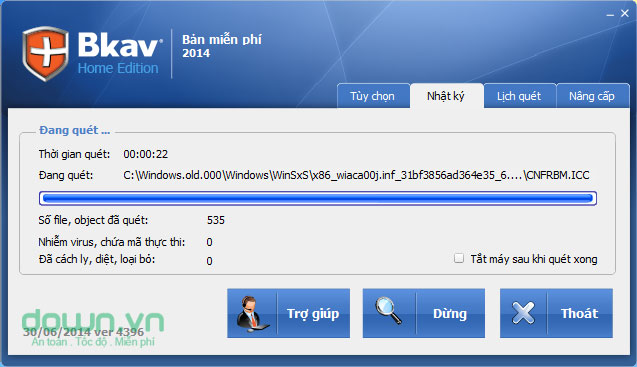 Bkav®
Home Edition
Bản miễn phí
2014
Tùy chọn
Nhật ký
Lịch quét
Nâng cấp
Đang quét ...
Thời gian quét: 00:00:22
Đang quét: C:\Windows.old.000\Windows\WinSxS\x86_wiaca00j.inf_31bf3856ad364e35_6....\CNFRBM.ICC
Số file, object đã quét: 535
Nhiễm virus, chứa mã thực thi: 0
Đã cách ly, diệt, loại bỏ: 0
Tắt máy sau khi quét xong
Trợ giúp
Dừng
Thoát
down.vn
30/06/2014 ver 4396
An toàn . Tốc độ . Miễn phí